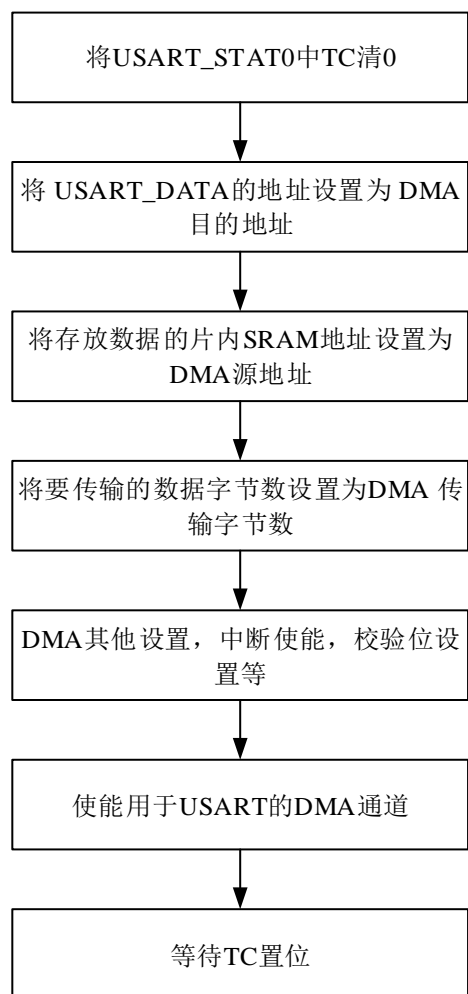 将USART_STAT0中TC清0
将 USART_DATA的地址设置为 DMA
目的地址
将存放数据的片内SRAM地址设置为
DMA源地址
将要传输的数据字节数设置为DMA 传
输字节数
DMA其他设置，中断使能，校验位设
置等
使能用于USART的DMA通道
等待TC置位